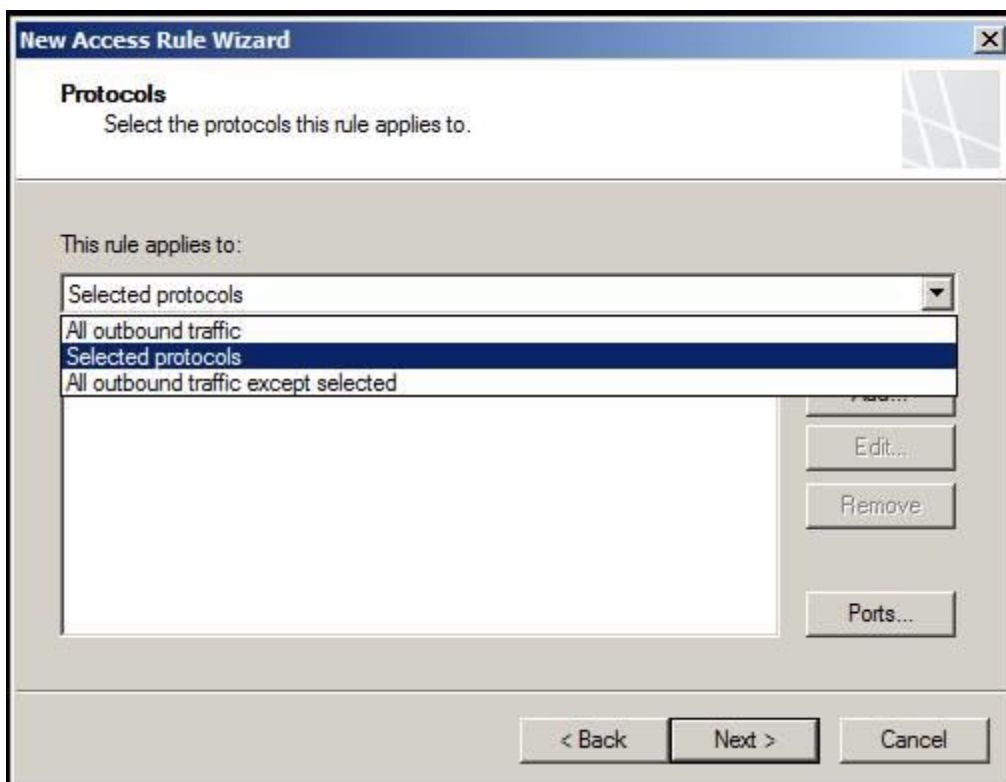 New Access Rule Wizard
Protocols
Select the protocols this rule applies to.
This rule applies to:
Selected protocols
All outbound traffic
Selected protocols
All outbound traffic except selected
Add...
Edit...
Remove
Ports...
< Back Next > Cancel